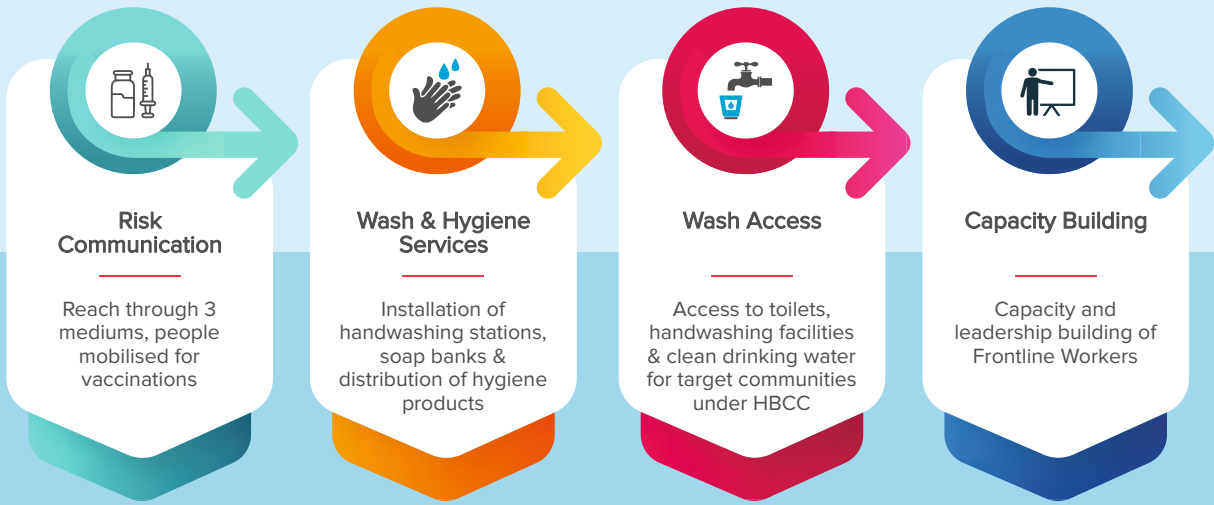 Risk
Communication
Reach through 3
mediums, people
mobilised for
vaccinations
Wash & Hygiene
Services
Installation of
handwashing stations,
soap banks &
distribution of hygiene
products
Wash Access
Access to toilets,
handwashing facilities
& clean drinking water
for target communities
under HBCC
Capacity Building
Capacity and
leadership building of
Frontline Workers